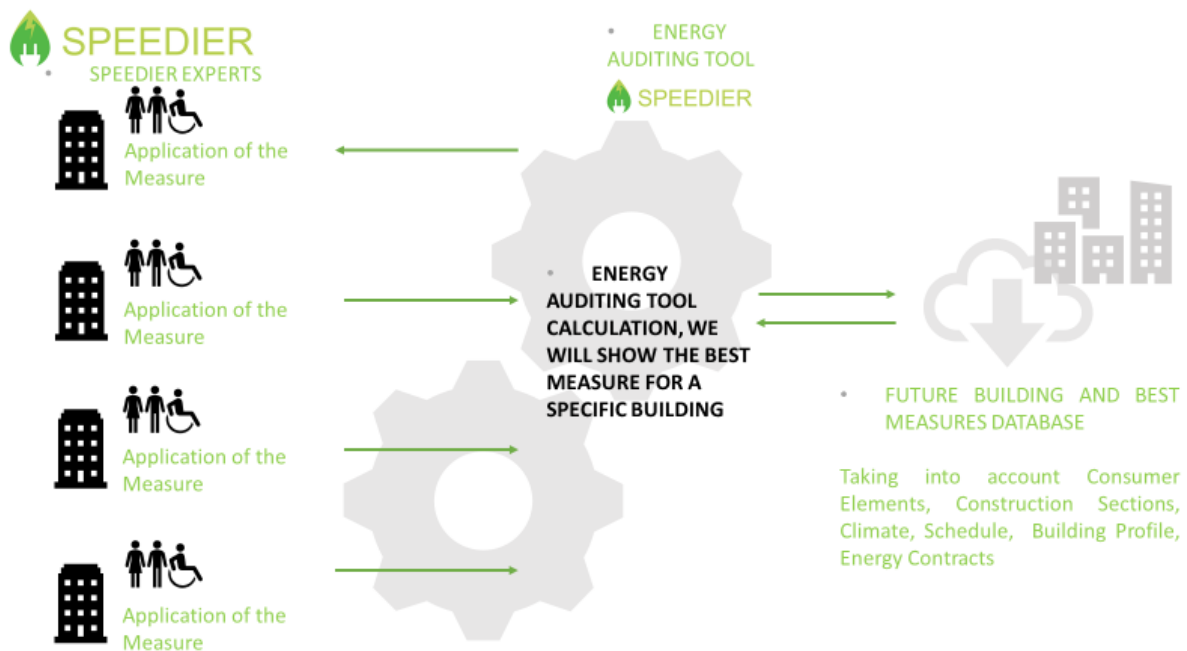 SPEEDIER
• SPEEDIER EXPERTS
Application of the
Measure
Application of the
Measure
Application of the
Measure
Application of the
Measure
• ENERGY
AUDITING TOOL
SPEEDIER
• ENERGY
AUDITING TOOL
CALCULATION, WE
WILL SHOW THE BEST
MEASURE FOR A
SPECIFIC BUILDING
• FUTURE BUILDING AND BEST
MEASURES DATABASE
Taking into account Consumer
Elements, Construction Sections,
Climate, Schedule, Building Profile,
Energy Contracts